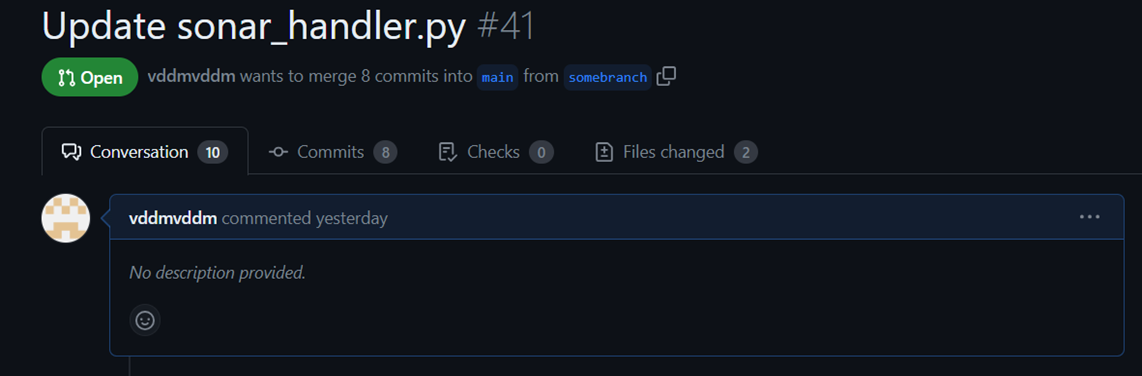 Update sonar_handler.py #41
Open vddmvddm wants to merge 8 commits into main from somebranch
Conversation 10 Commits 8 Checks 0 Files changed 2
vddmvddm commented yesterday
No description provided.